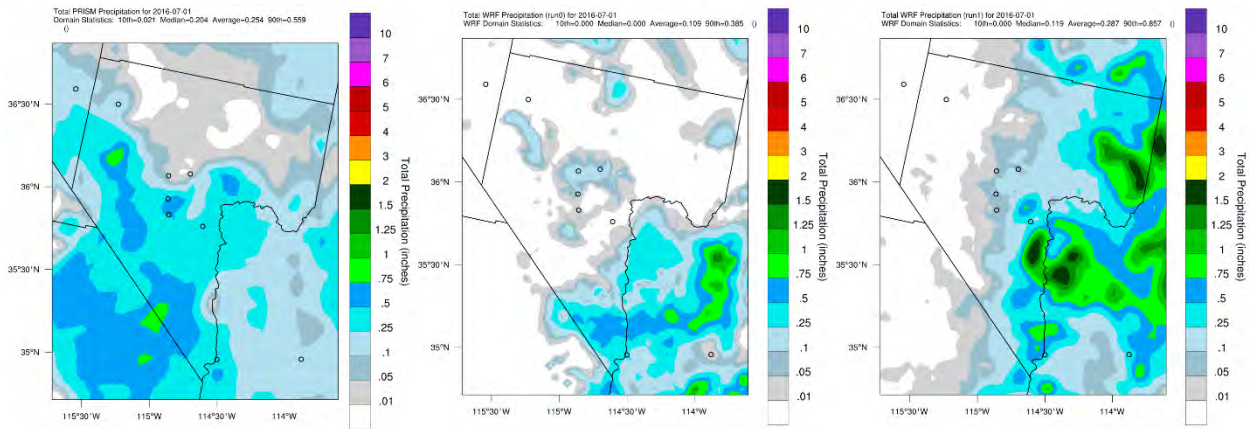 Total PRISM Precipitation for 2016-07-01
Domain Statistics: 10th=0.021 Median=0.204 Average=0.254 90th=0.559
()
36°30'N
36°N
35°30'N
35°N
115°30'W 115°W 114°30'W 114°W
10
7
6
5
4
3
2
1.5
1.25
1
.75
.5
.25
.1
.05
.01
Total Precipitation (inches)
Total WRF Precipitation (run0) for 2016-07-01
WRF Domain Statistics: 10th=0.000 Median=0.000 Average=0.109 90th=0.385 ()
36°30'N
36°N
35°30'N
35°N
115°30'W 115°W 114°30'W 114°W
10
7
6
5
4
3
2
1.5
1.25
1
.75
.5
.25
.1
.05
.01
Total Precipitation (inches)
Total WRF Precipitation (run1) for 2016-07-01
WRF Domain Statistics: 10th=0.000 Median=0.119 Average=0.287 90th=0.857 ()
36°30'N
36°N
35°30'N
35°N
115°30'W 115°W 114°30'W 114°W
10
7
6
5
4
3
2
1.5
1.25
1
.75
.5
.25
.1
.05
.01
Total Precipitation (inches)